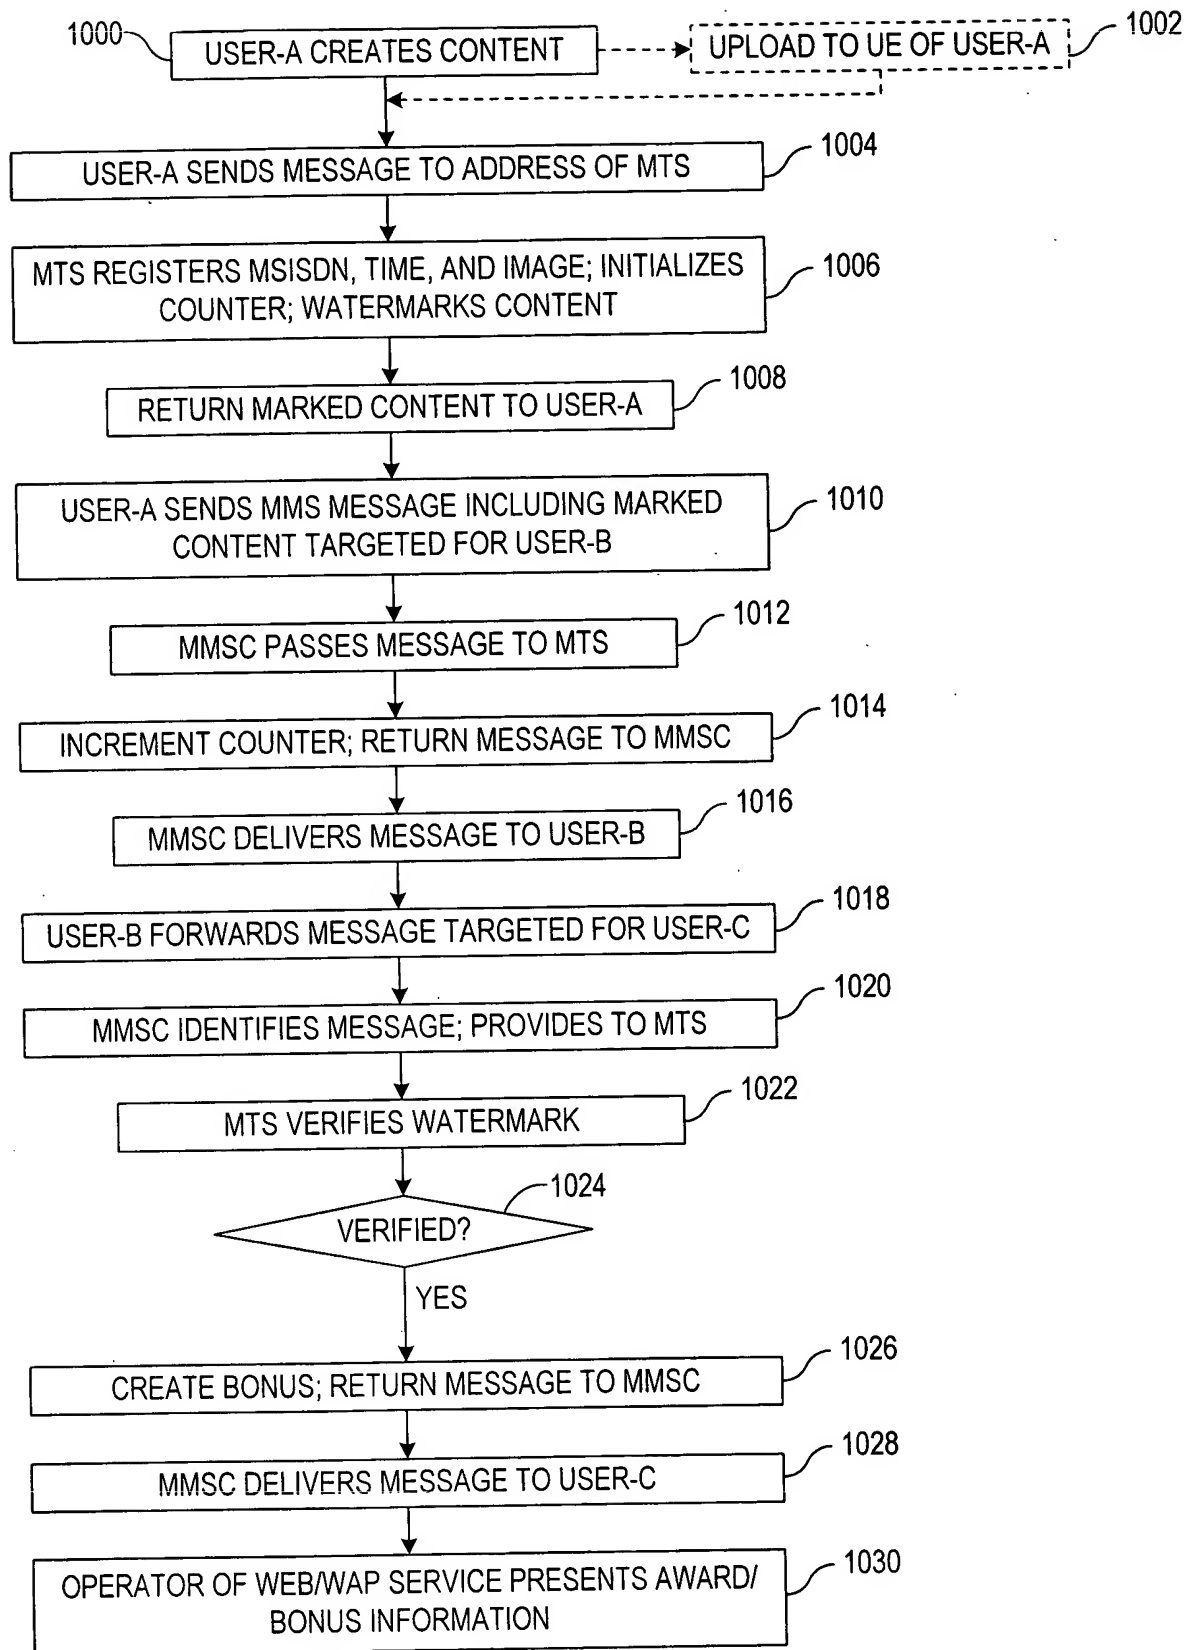 1000
USER-A CREATES CONTENT
UPLOAD TO UE OF USER-A
1002
USER-A SENDS MESSAGE TO ADDRESS OF MTS
1004
MTS REGISTERS MSISDN, TIME, AND IMAGE; INITIALIZES
COUNTER; WATERMARKS CONTENT
1006
RETURN MARKED CONTENT TO USER-A
1008
USER-A SENDS MMS MESSAGE INCLUDING MARKED
CONTENT TARGETED FOR USER-B
1010
MMSC PASSES MESSAGE TO MTS
1012
INCREMENT COUNTER; RETURN MESSAGE TO MMSC
1014
MMSC DELIVERS MESSAGE TO USER-B
1016
USER-B FORWARDS MESSAGE TARGETED FOR USER-C
1018
MMSC IDENTIFIES MESSAGE; PROVIDES TO MTS
1020
MTS VERIFIES WATERMARK
1022
VERIFIED?
1024
YES
CREATE BONUS; RETURN MESSAGE TO MMSC
1026
MMSC DELIVERS MESSAGE TO USER-C
1028
OPERATOR OF WEB/WAP SERVICE PRESENTS AWARD/
BONUS INFORMATION
1030